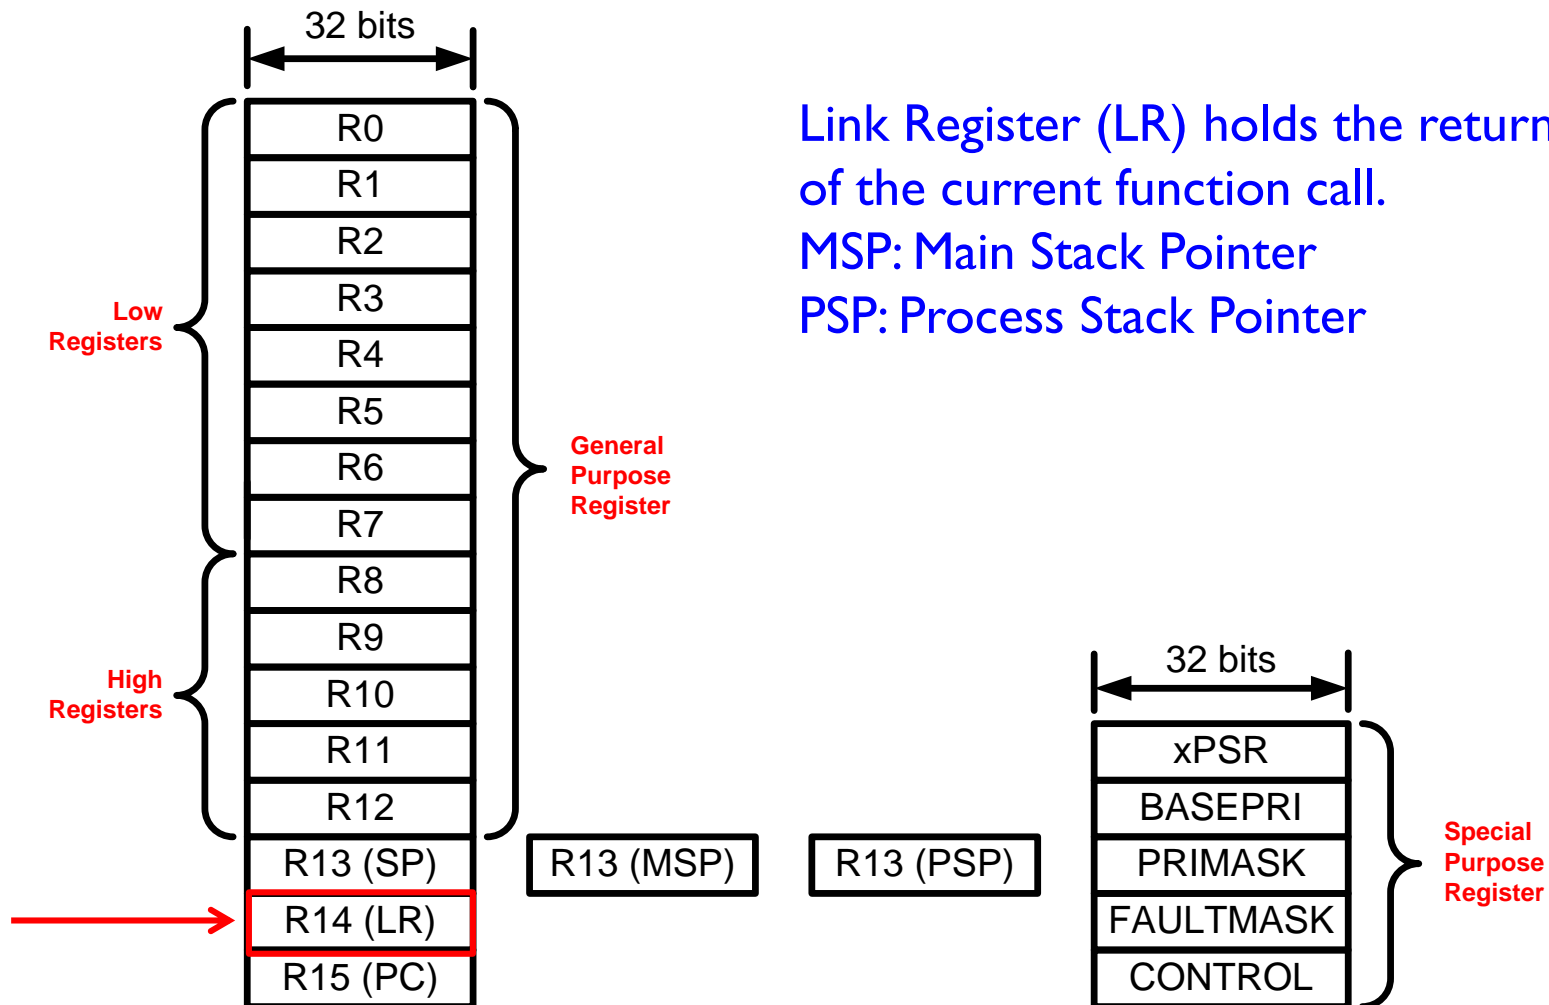 32 bits
R0
R1
R2
R3
R4
R5
R6
R7
R8
R9
R10
R11
R12
R13 (SP)
R14 (LR)
R15 (PC)
Low
Registers
High
Registers
General
Purpose
Register
Link Register (LR) holds the return
of the current function call.
MSP: Main Stack Pointer
PSP: Process Stack Pointer
R13 (MSP)
R13 (PSP)
32 bits
xPSR
BASEPRI
PRIMASK
FAULTMASK
CONTROL
Special
Purpose
Register